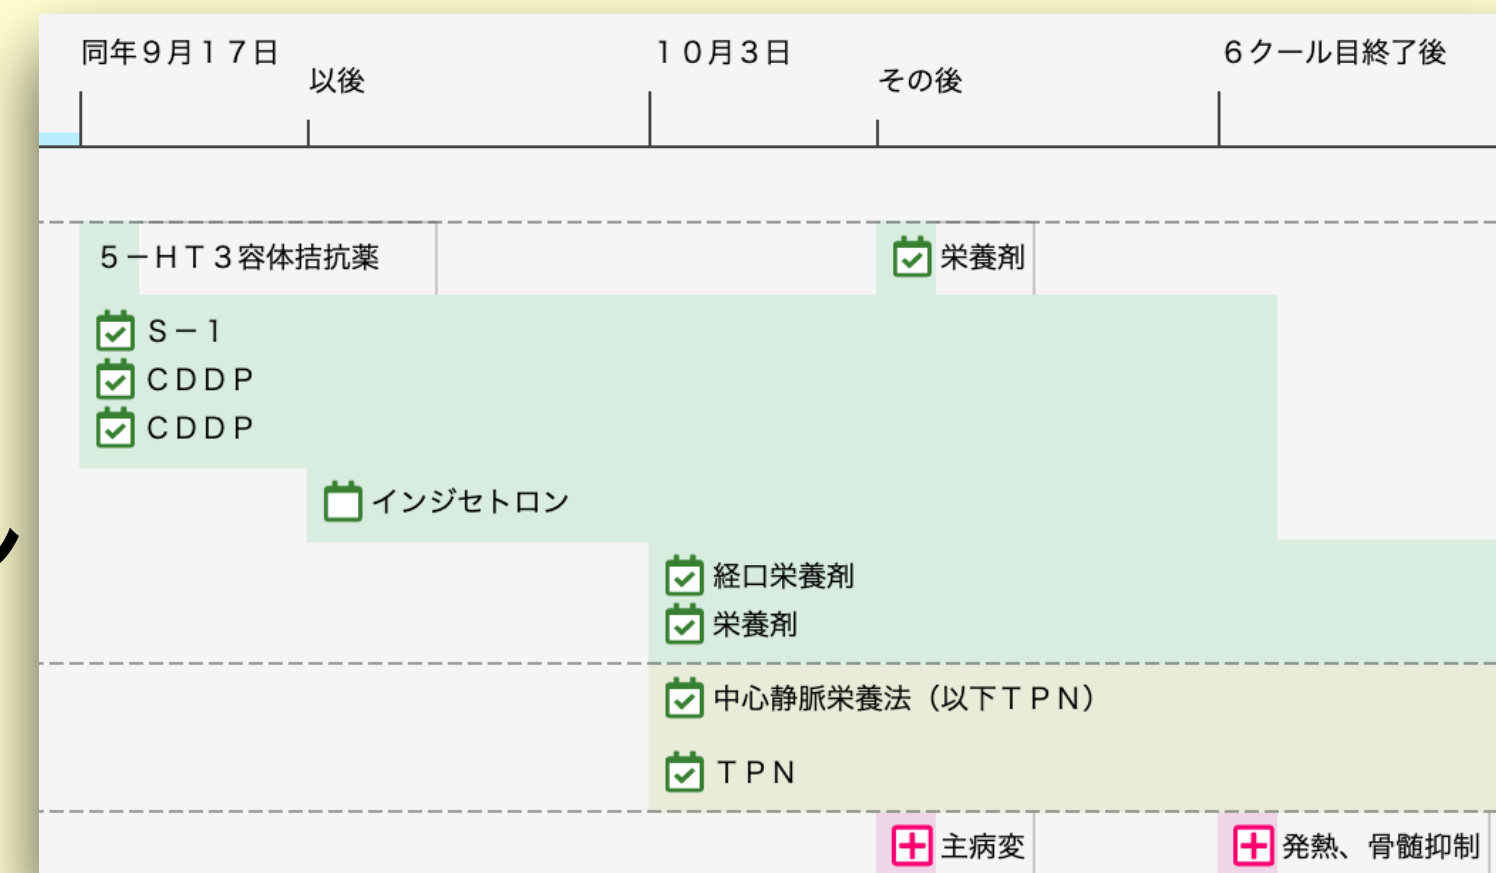 同年９月１７日
以後
１０月３日
その後
６クール目終了後
５－ＨＴ３容体拮抗薬
栄養剤
Ｓ－１
ＣＤＤＰ
ＣＤＤＰ
インジセトロン
経口栄養剤
栄養剤
中心静脈栄養法（以下ＴＰＮ）
ＴＰＮ
主病変
発熱、骨髄抑制